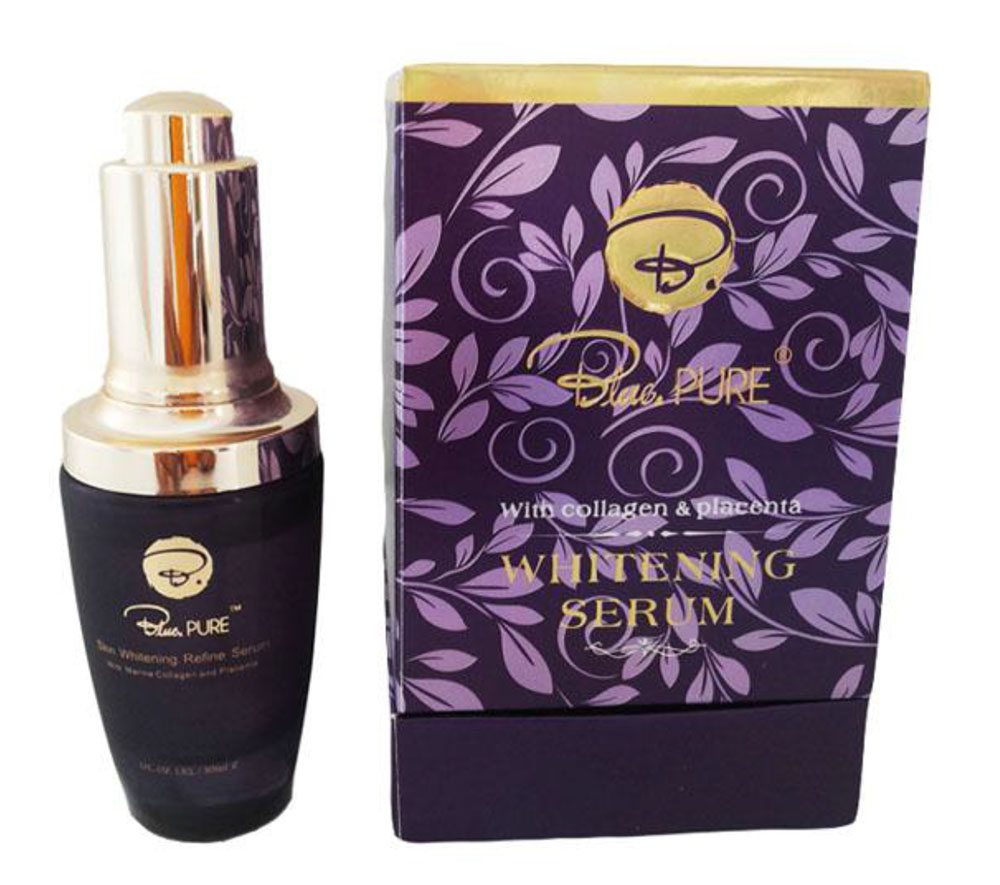 Blue. PURE™
Skin Whitening Refine Serum
With Marine Collagen and Placenta
Blue. PURE®
With collagen & placenta
WHITENING
SERUM